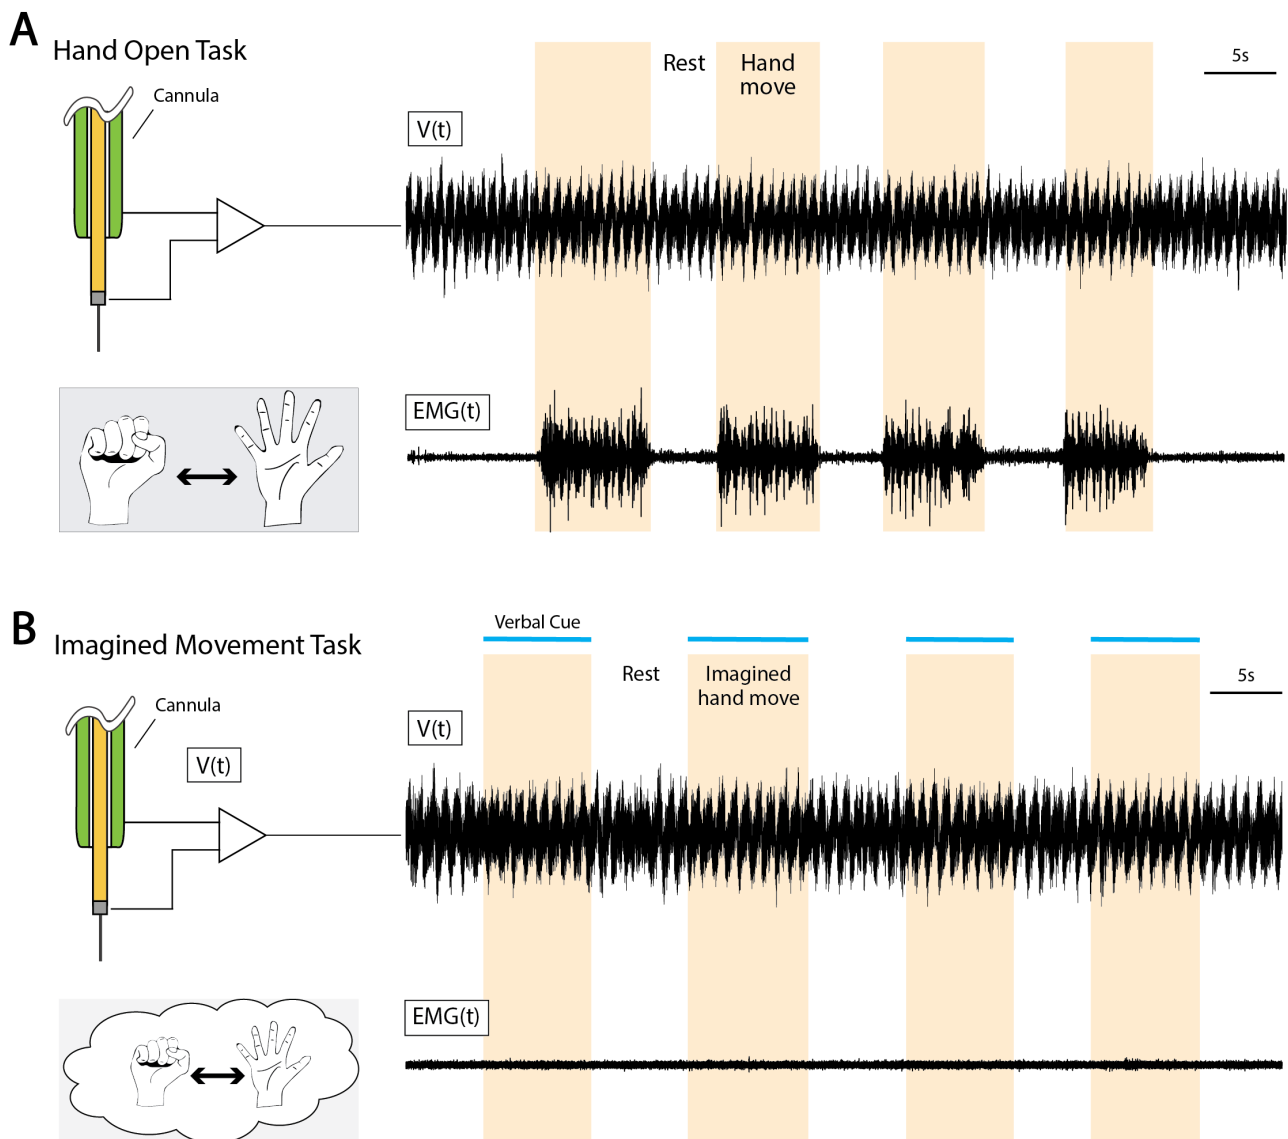 A
Hand Open Task
Cannula
Rest
Hand
move
5s
V(t)
EMG(t)
B
Imagined Movement Task
Verbal Cue
Cannula
V(t)
Rest
Imagined
hand move
5s
V(t)
EMG(t)